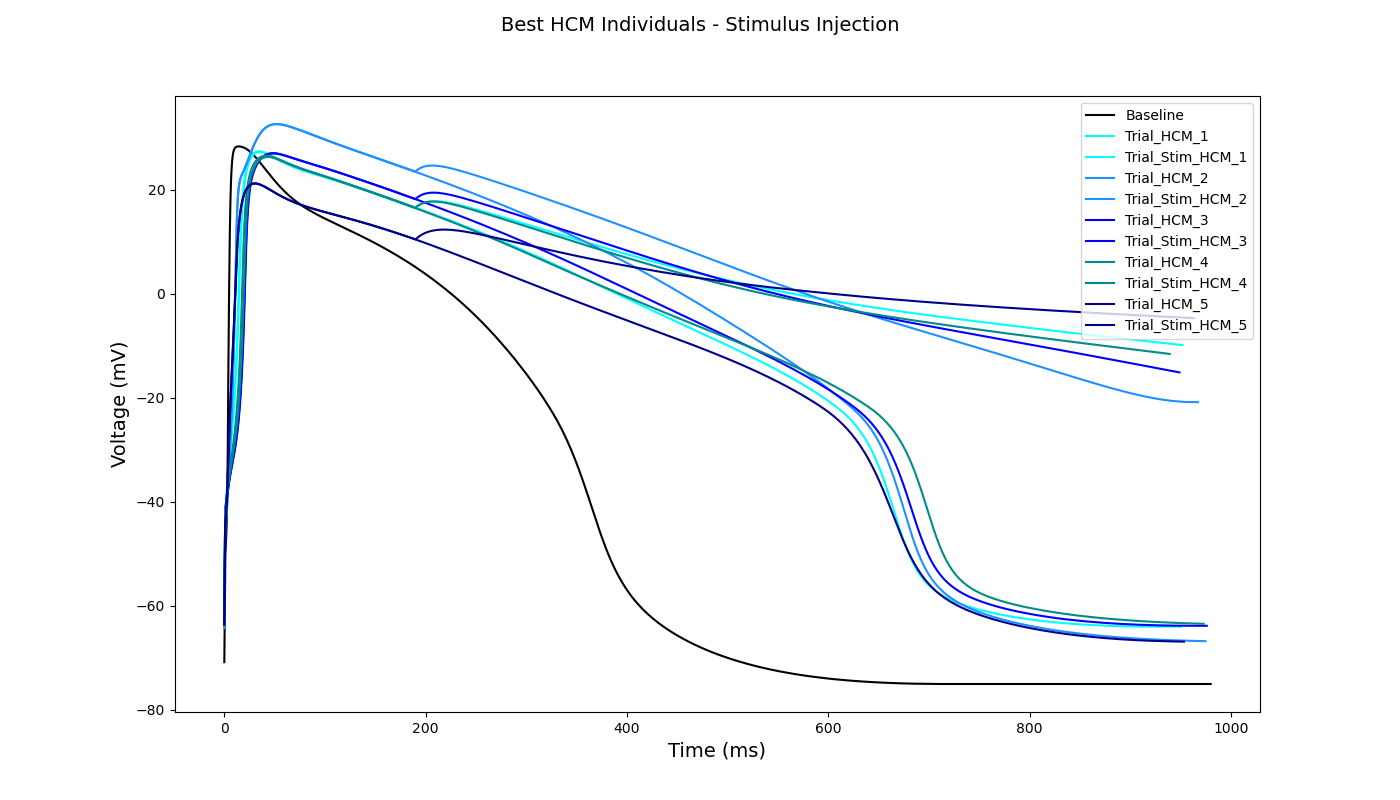 Best HCM Individuals - Stimulus Injection
Baseline
Trial_HCM_1
Trial_Stim_HCM_1
Trial_HCM_2
Trial_Stim_HCM_2
Trial_HCM_3
Trial_Stim_HCM_3
Trial_HCM_4
Trial_Stim_HCM_4
Trial_HCM_5
Trial_Stim_HCM_5
Voltage (mV)
20
0
−20
−40
−60
−80
0 200 400 600 800 1000
Time (ms)